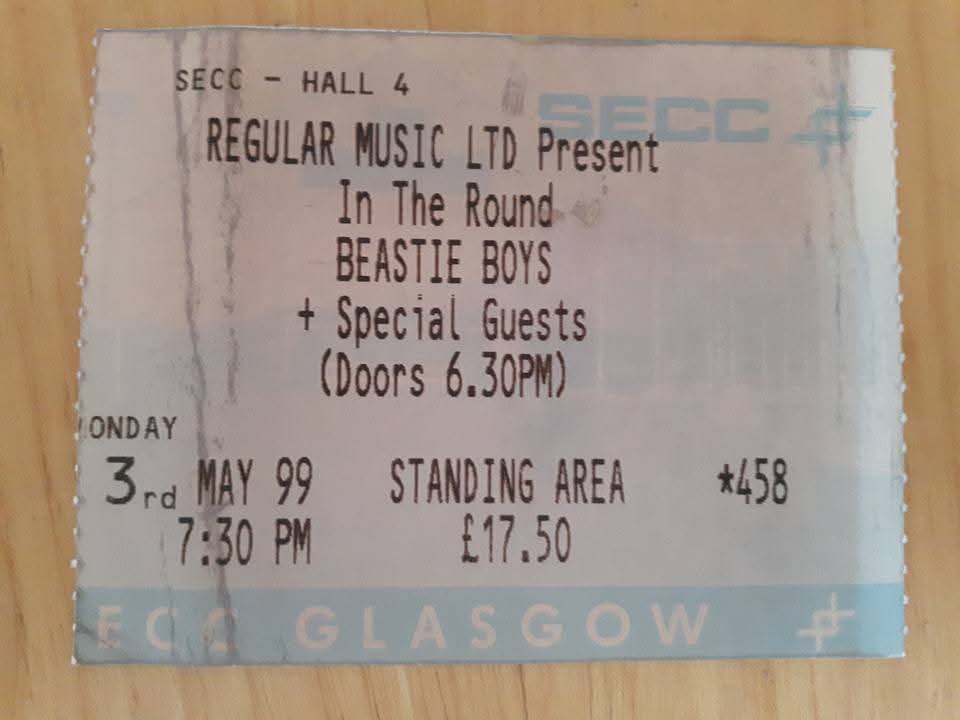 SECC - HALL 4
SECC
REGULAR MUSIC LTD Present
In The Round
BEASTIE BOYS
+ Special Guests
(Doors 6.30PM)
ONDAY
3rd MAY 99 STANDING AREA *458
7:30 PM £17.50
ECC GLASGOW